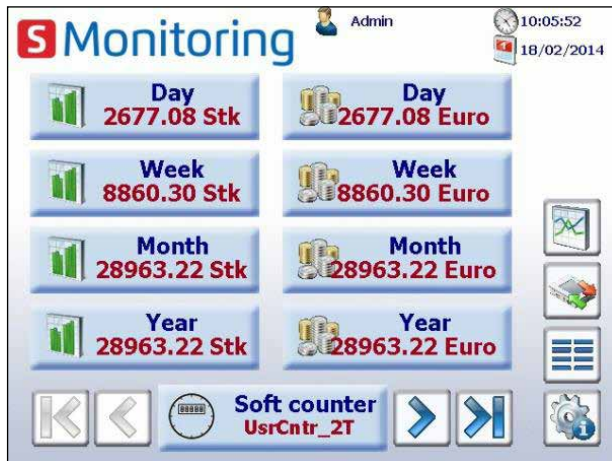 S Monitoring
Admin
10:05:52
18/02/2014
Day
2677.08 Stk
Day
2677.08 Euro
Week
8860.30 Stk
Week
8860.30 Euro
Month
28963.22 Stk
Month
28963.22 Euro
Year
28963.22 Stk
Year
28963.22 Euro
Soft counter
UsrCntr_2T